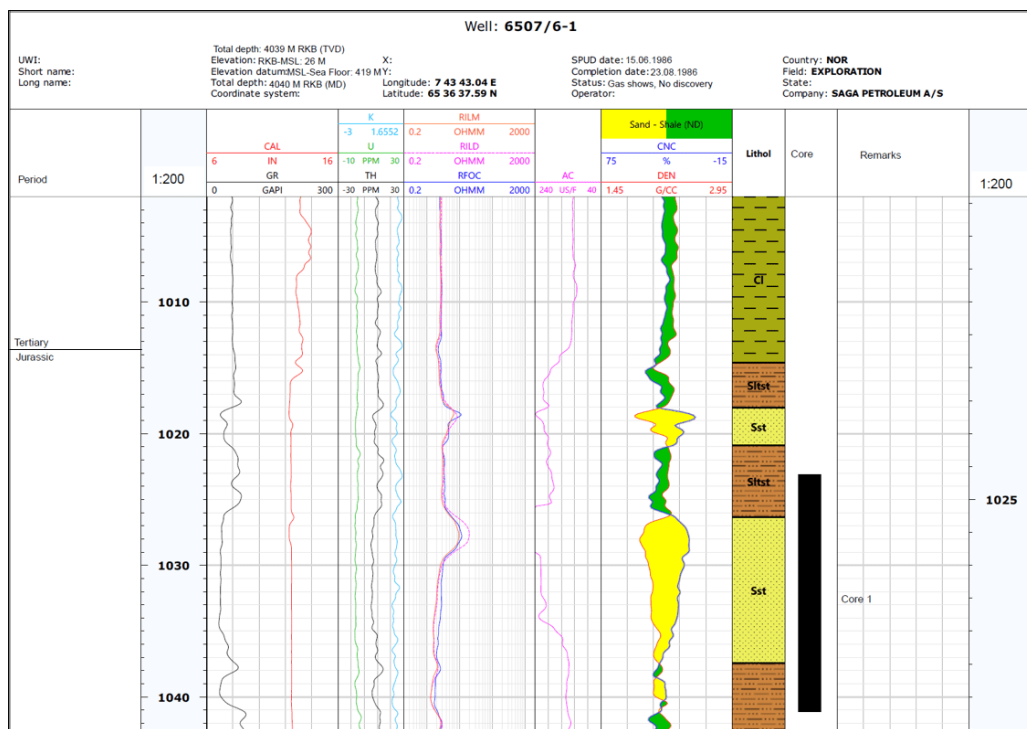 Well: 6507/6-1
UWI:
Short name:
Long name:
Total depth: 4039 M RKB (TVD)
Elevation: RKB-MSL: 26 M
Elevation datumMSL-Sea Floor: 419 M
Total depth: 4040 M RKB (MD)
Coordinate system:
X:
Y:
Longitude: 7 43 43.04 E
Latitude: 65 36 37.59 N
SPUD date: 15.06.1986
Completion date: 23.08.1986
Status: Gas shows, No discovery
Operator:
Country: NOR
Field: EXPLORATION
State:
Company: SAGA PETROLEUM A/S
Period
1:200
CAL
6 IN 16
GR
0 GAPI 300
K
-3 1.6552
U
-10 PPM 30
TH
-30 PPM 30
RILM
0.2 OHMM 2000
RILD
0.2 OHMM 2000
RFOC
0.2 OHMM 2000
AC
240 US/F 40
Sand - Shale (ND)
CNC
75 % -15
DEN
1.45 G/CC 2.95
Lithol
Core
Remarks
1:200
Cl
1010
Tertiary
Jurassic
Sltst
1020
Sst
Sltst
1025
1030
Sst
Core 1
1040